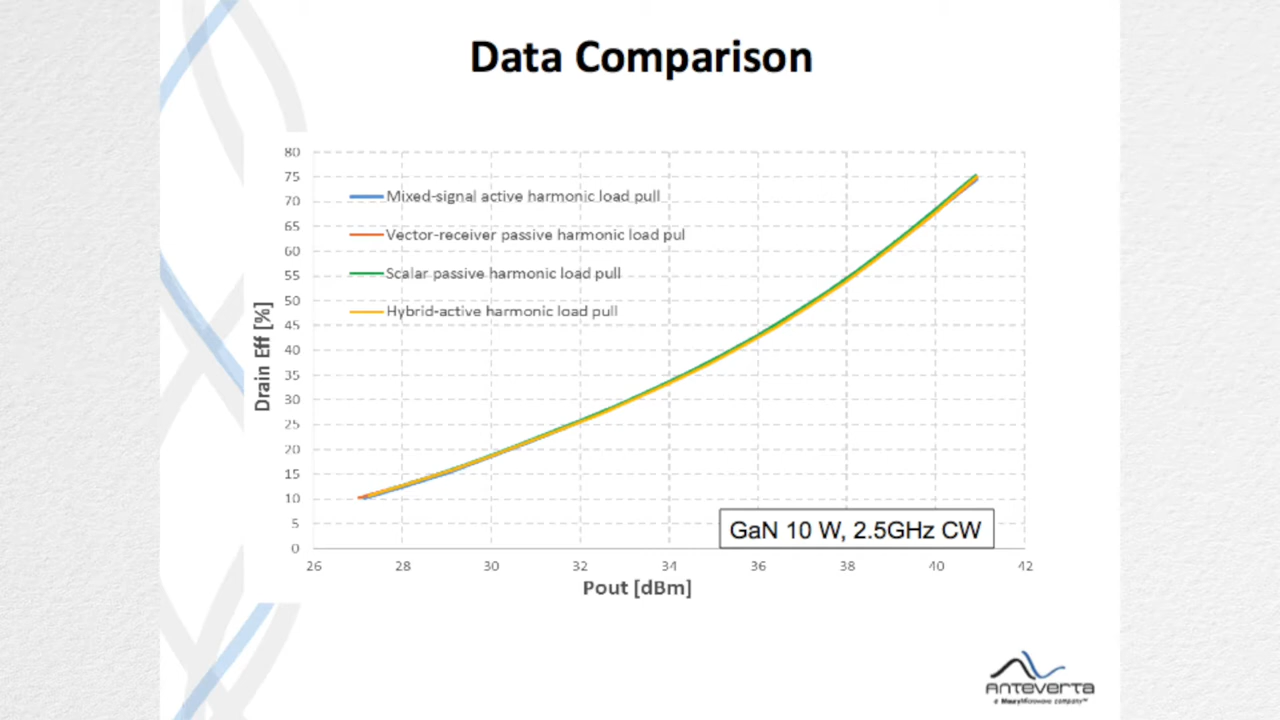 Data Comparison
80
75
70
65
60
55
50
45
40
35
30
25
20
15
10
5
0
Drain Eff [%]
Mixed-signal active harmonic load pull
Vector-receiver passive harmonic load pul
Scalar passive harmonic load pull
Hybrid-active harmonic load pull
GaN 10 W, 2.5GHz CW
26 28 30 32 34 36 38 40 42
Pout [dBm]
ANTEVERTA
a MauryMicrowave company™